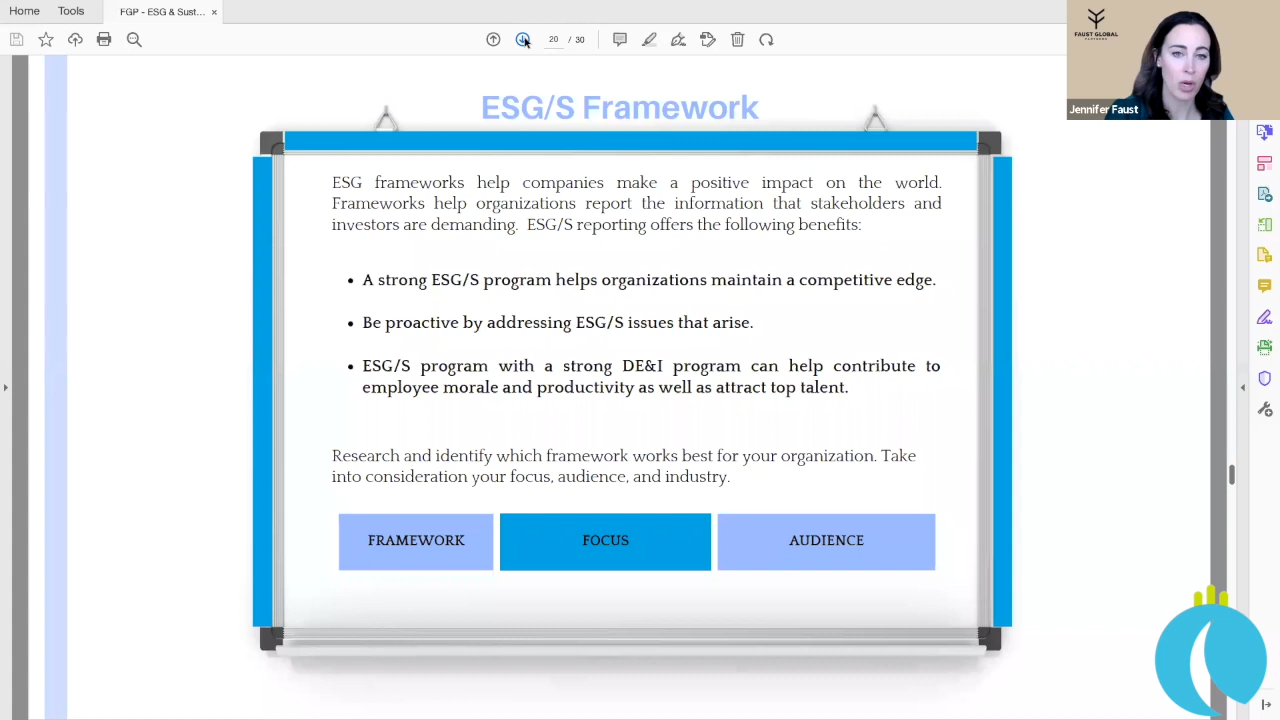 Home
Tools
FGP - ESG & Sust...
20 / 30
FAUST GLOBAL
PARTNERS
Jennifer Faust
ESG/S Framework
ESG frameworks help companies make a positive impact on the world.
Frameworks help organizations report the information that stakeholders and
investors are demanding. ESG/S reporting offers the following benefits:
• A strong ESG/S program helps organizations maintain a competitive edge.
• Be proactive by addressing ESG/S issues that arise.
• ESG/S program with a strong DE&I program can help contribute to
employee morale and productivity as well as attract top talent.
Research and identify which framework works best for your organization. Take
into consideration your focus, audience, and industry.
FRAMEWORK
FOCUS
AUDIENCE